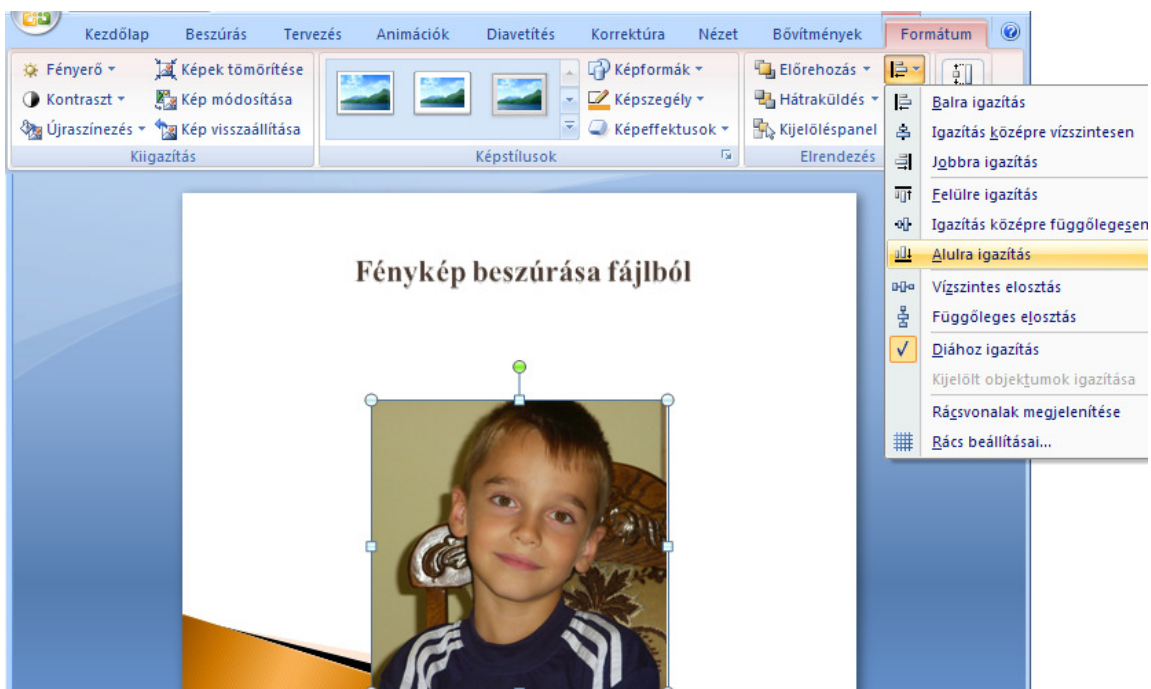 Kezdőlap Beszúrás Tervezés Animációk Diavetítés Korrektúra Nézet Bővítmények Formátum
Fényerő Képek tömörítése Képformák Előrehozás
Kontraszt Kép módosítása Képszegély Hátraküldés
Újraszínezés Kép visszaállítása Képeffektusok Kijelöléspanel
Kiigazítás Képstílusok Elrendezés
Balra igazítás
Igazítás középre vízszintesen
Jobbra igazítás
Felülre igazítás
Igazítás középre függőlegesen
Alulra igazítás
Vízszintes elosztás
Függőleges elosztás
Diához igazítás
Kijelölt objektumok igazítása
Rácsvonalak megjelenítése
Rács beállításai...
Fénykép beszúrása fájlból